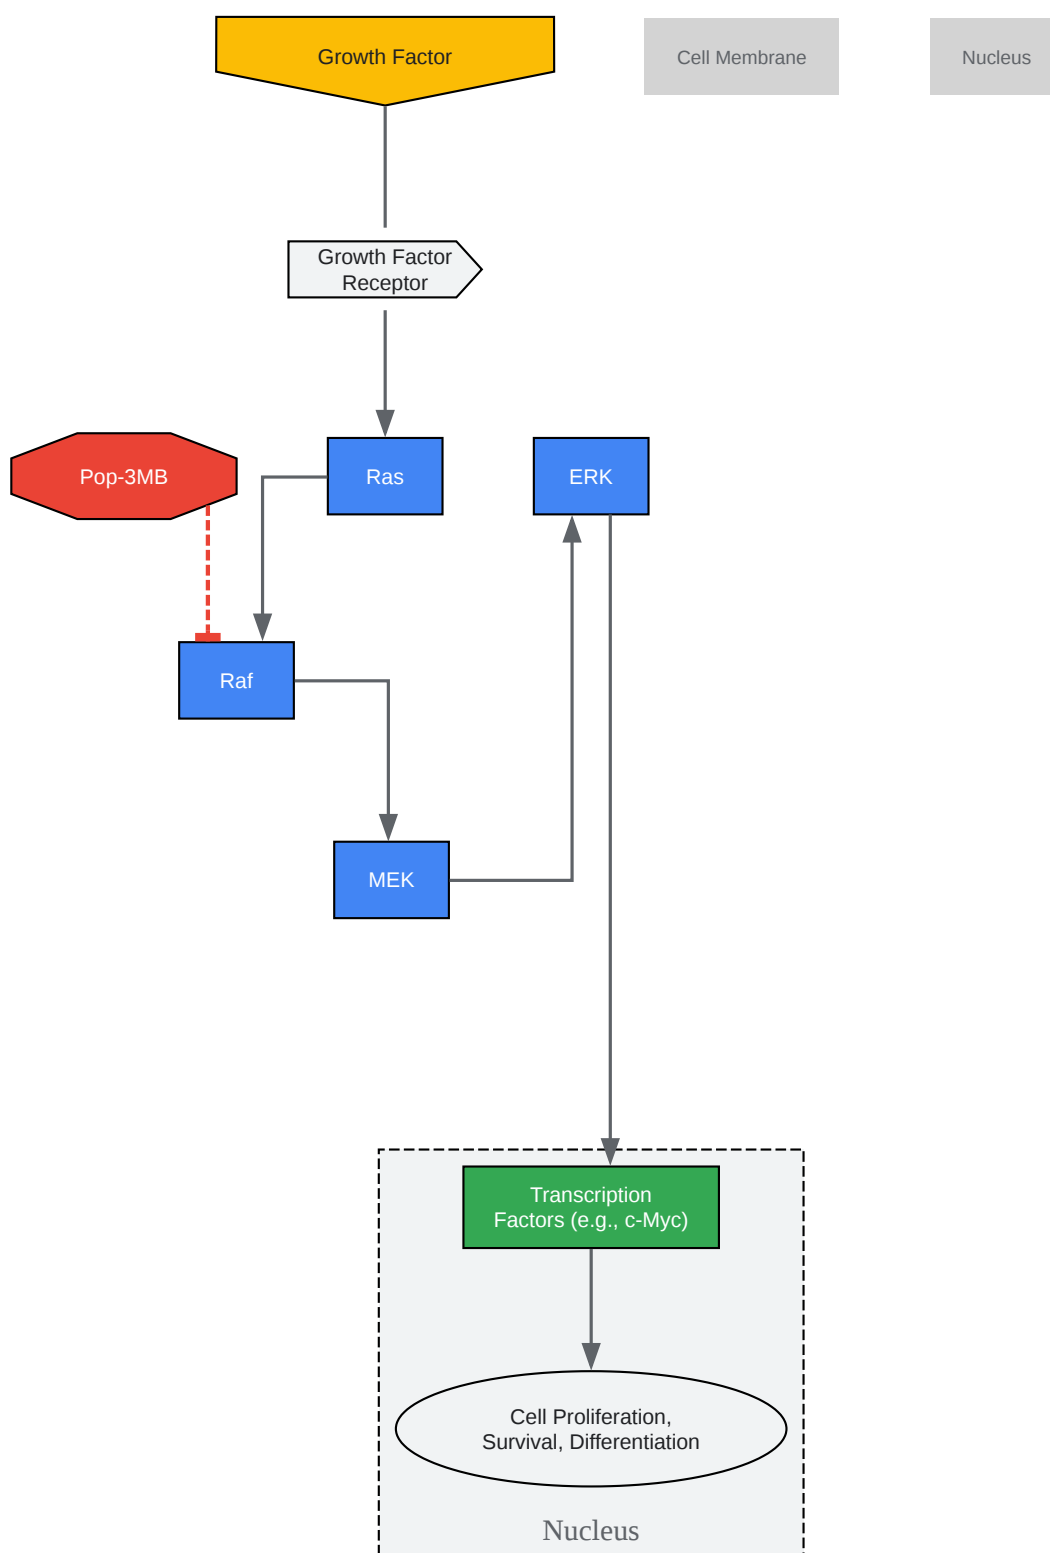 Growth Factor
Cell Membrane
Nucleus
Growth Factor
Receptor
Pop-3MB
Ras
ERK
Raf
MEK
Transcription
Factors (e.g., c-Myc)
Cell Proliferation,
Survival, Differentiation
Nucleus